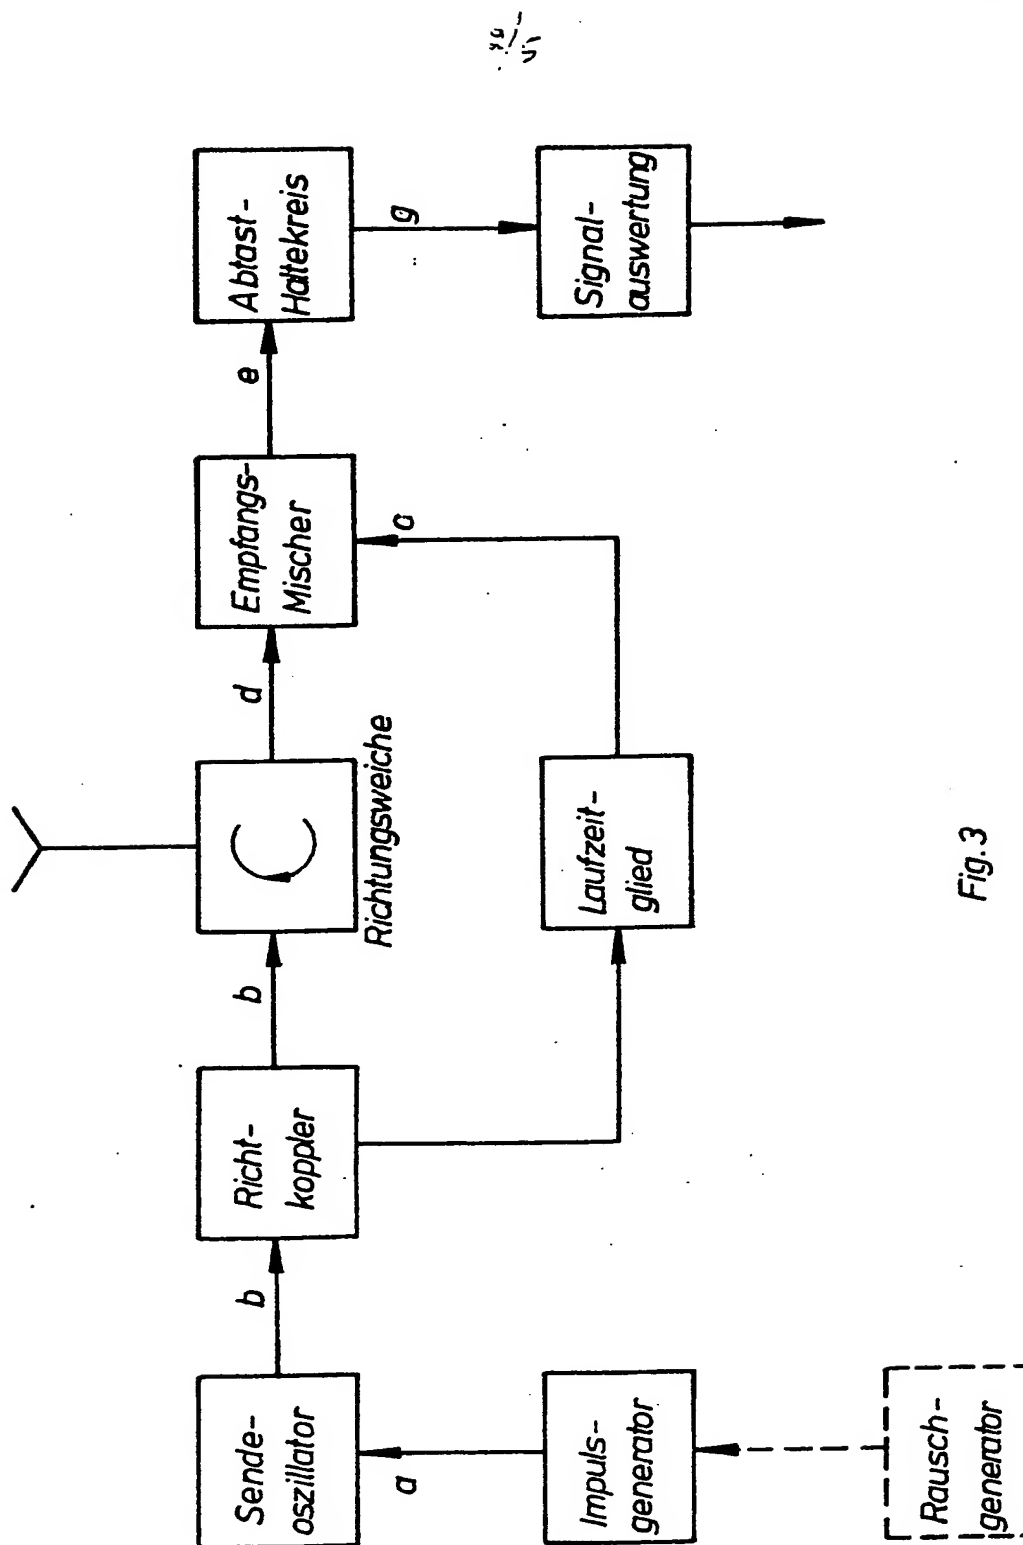 Sende-
oszillator
b
Richt-
koppler
b
Richtungsweiche
d
Empfangs-
Mischer
e
Abtast-
Haltekreis
a
Impuls-
generator
Laufzeit-
glied
c
g
Signal-
auswertung
Rausch-
generator
Fig.3